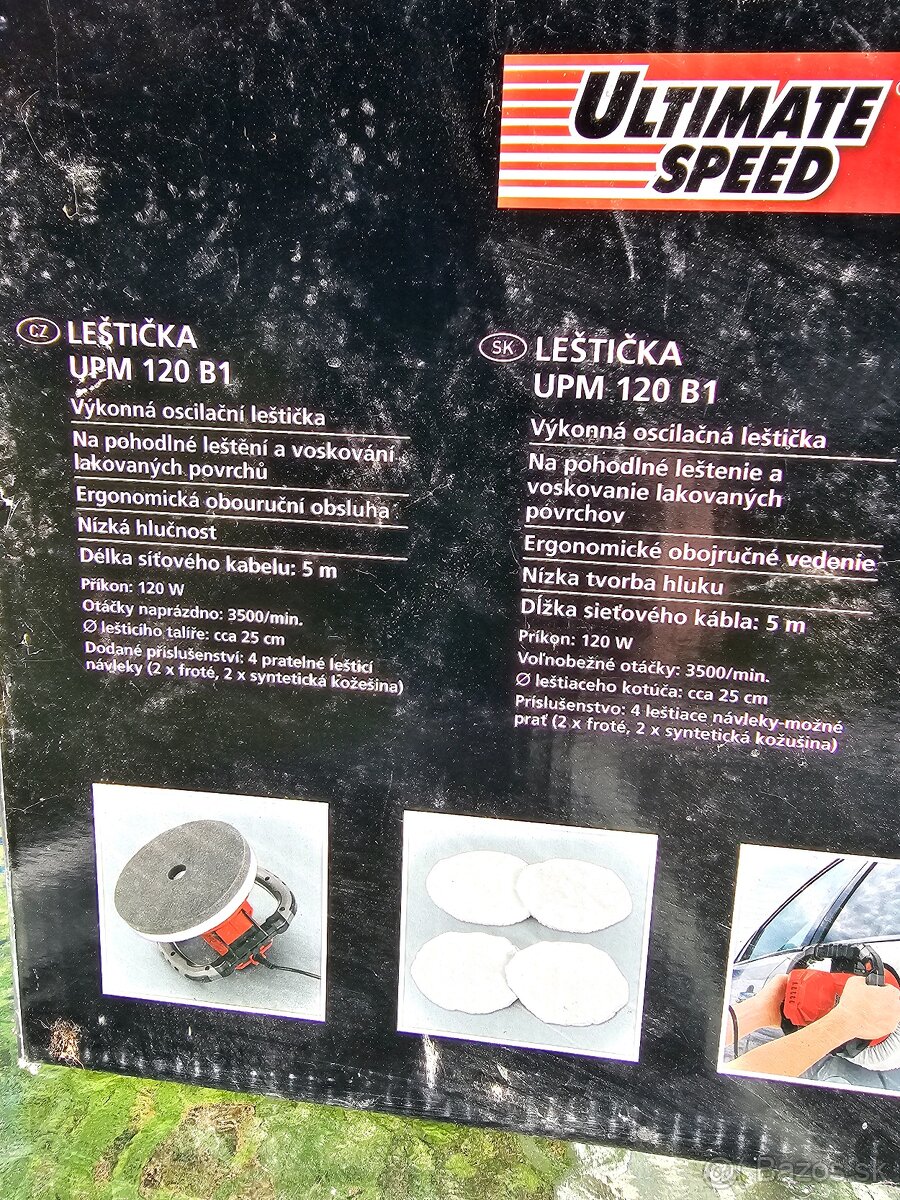 ULTIMATE
SPEED
CZ LEŠTIČKA
UPM 120 B1
Výkonná oscilační leštička
Na pohodlné leštění a voskování
lakovaných povrchů
Ergonomická obouruční obsluha
Nízká hlučnost
Délka síťového kabelu: 5 m
Příkon: 120 W
Otáčky naprázdno: 3500/min.
Ø lešticího talíře: cca 25 cm
Dodané příslušenství: 4 pratelné lešticí
návleky (2 x froté, 2 x syntetická kožešina)
SK LEŠTIČKA
UPM 120 B1
Výkonná oscilačná leštička
Na pohodlné leštenie a
voskovanie lakovaných
povrchov
Ergonomické obojručné vedenie
Nízka tvorba hluku
Dĺžka sieťového kábla: 5 m
Príkon: 120 W
Voľnobežné otáčky: 3500/min.
Ø leštiaceho kotúča: cca 25 cm
Príslušenstvo: 4 leštiace návleky-možné
prať (2 x froté, 2 x syntetická kožušina)
Bazos.sk